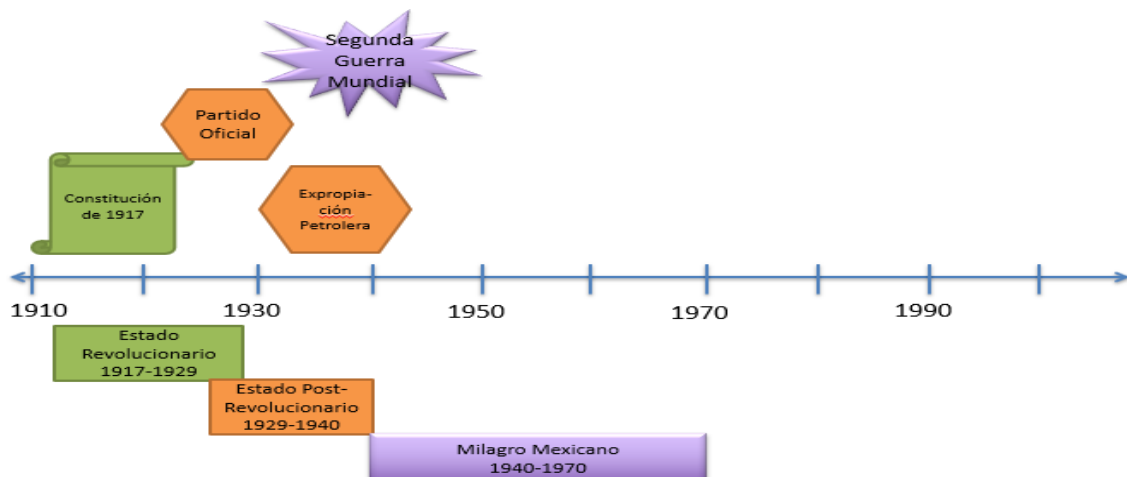 Segunda
Guerra
Mundial
Partido
Oficial
Constitución
de 1917
Expropia-
ción
Petrolera
1910
1930
1950
1970
1990
Estado
Revolucionario
1917-1929
Estado Post-
Revolucionario
1929-1940
Milagro Mexicano
1940-1970